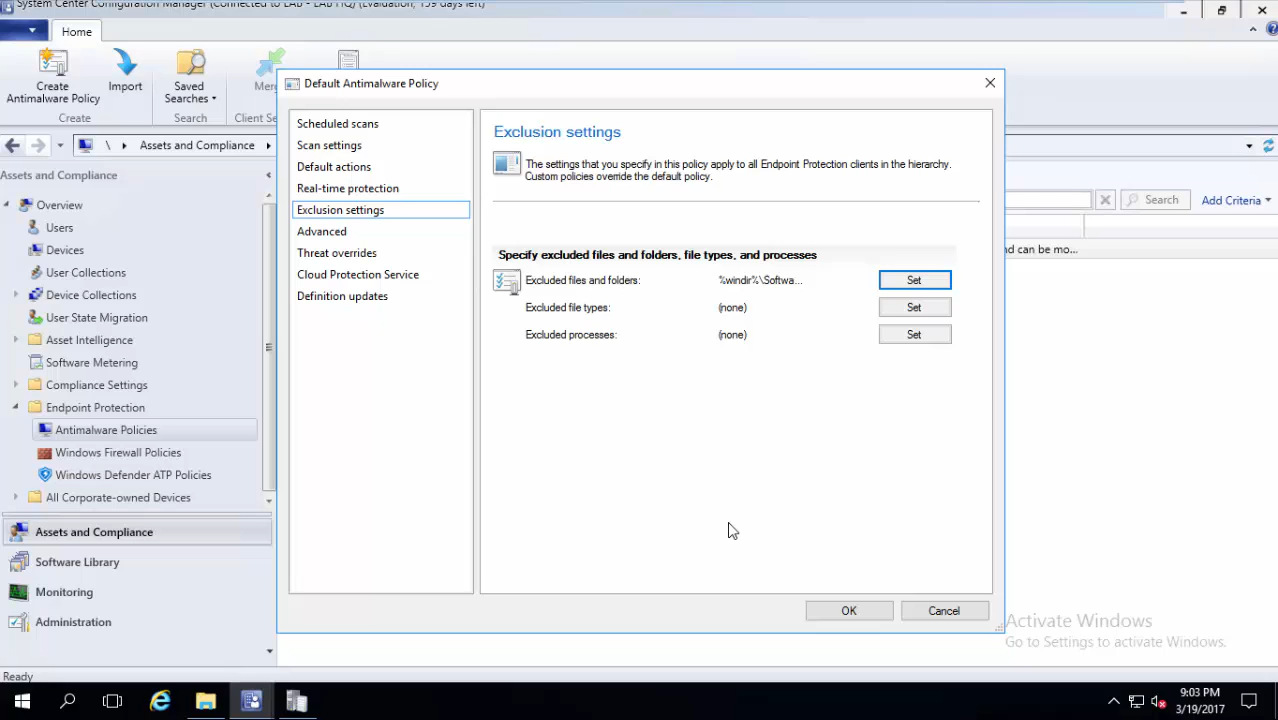 System Center Configuration Manager (Connected to LAB - LAB HQ) (Evaluation, 159 days left)
Home
Create
Antimalware Policy
Import
Saved
Searches
Mer
Create
Search
Client Se
\ Assets and Compliance
Assets and Compliance
Overview
Users
Devices
User Collections
Device Collections
User State Migration
Asset Intelligence
Software Metering
Compliance Settings
Endpoint Protection
Antimalware Policies
Windows Firewall Policies
Windows Defender ATP Policies
All Corporate-owned Devices
Assets and Compliance
Software Library
Monitoring
Administration
Ready
Default Antimalware Policy
Scheduled scans
Scan settings
Default actions
Real-time protection
Exclusion settings
Advanced
Threat overrides
Cloud Protection Service
Definition updates
Exclusion settings
The settings that you specify in this policy apply to all Endpoint Protection clients in the hierarchy.
Custom policies override the default policy.
Specify excluded files and folders, file types, and processes
Excluded files and folders: %windir%\Softwa... Set
Excluded file types: (none) Set
Excluded processes: (none) Set
OK Cancel
Search
Add Criteria
nd can be mo...
Activate Windows
Go to Settings to activate Windows.
9:03 PM
3/19/2017